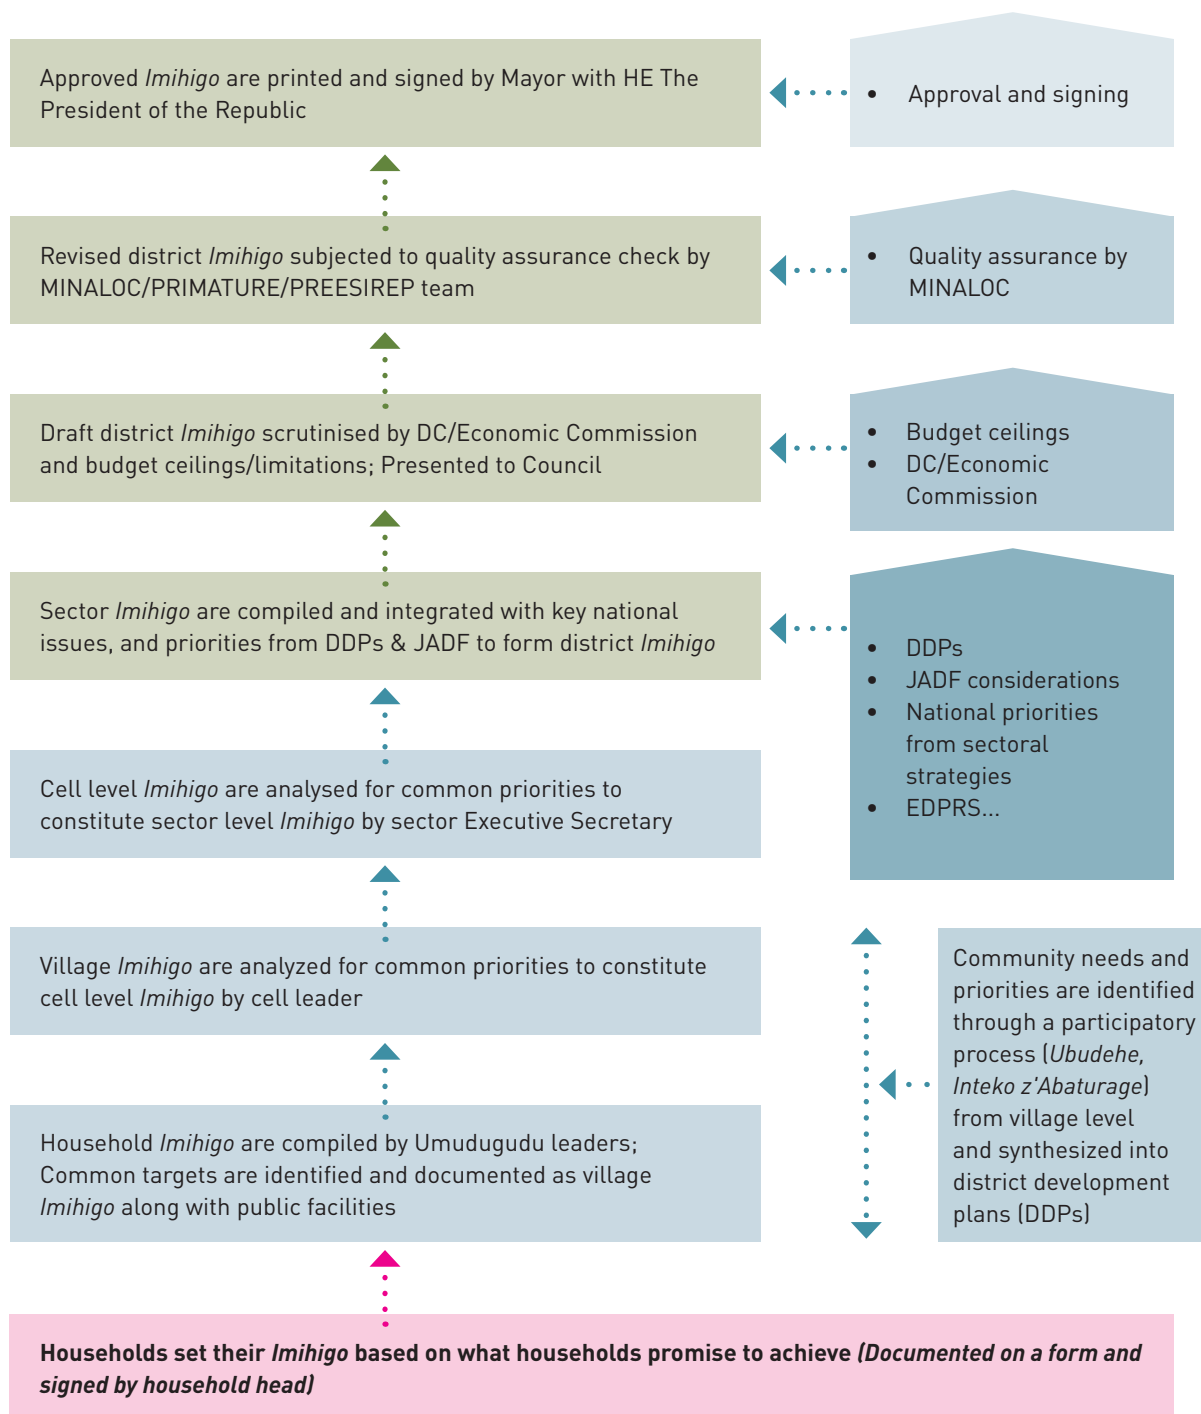 Approved Imihigo are printed and signed by Mayor with HE The
President of the Republic
• Approval and signing
Revised district Imihigo subjected to quality assurance check by
MINALOC/PRIMATURE/PREESIREP team
• Quality assurance by
MINALOC
Draft district Imihigo scrutinised by DC/Economic Commission
and budget ceilings/limitations; Presented to Council
• Budget ceilings
• DC/Economic
Commission
Sector Imihigo are compiled and integrated with key national
issues, and priorities from DDPs & JADF to form district Imihigo
• DDPs
• JADF considerations
• National priorities
from sectoral
strategies
• EDPRS...
Cell level Imihigo are analysed for common priorities to
constitute sector level Imihigo by sector Executive Secretary
Village Imihigo are analyzed for common priorities to constitute
cell level Imihigo by cell leader
Community needs and
priorities are identified
through a participatory
process (Ubudehe,
Inteko z'Abaturage)
from village level
and synthesized into
district development
plans (DDPs)
Household Imihigo are compiled by Umudugudu leaders;
Common targets are identified and documented as village
Imihigo along with public facilities
Households set their Imihigo based on what households promise to achieve (Documented on a form and
signed by household head)